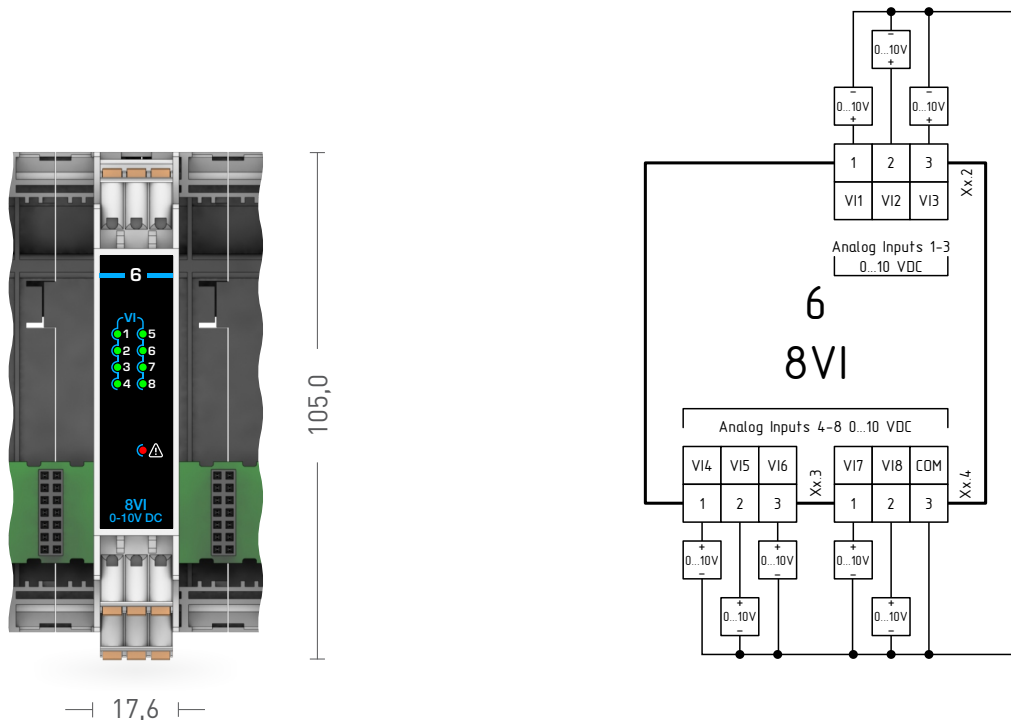 6
VI
1 5
2 6
3 7
4 8
8VI
0-10V DC
105,0
17,6
−
0...10V
+
−
0...10V
+
−
0...10V
+
1 2 3
Xx.2
VI1 VI2 VI3
Analog Inputs 1-3
0...10 VDC
6
8VI
Analog Inputs 4-8 0...10 VDC
VI4 VI5 VI6
1 2 3
Xx.3
VI7 VI8 COM
1 2 3
Xx.4
+
0...10V
−
+
0...10V
−
+
0...10V
−
+
0...10V
−
+
0...10V
−